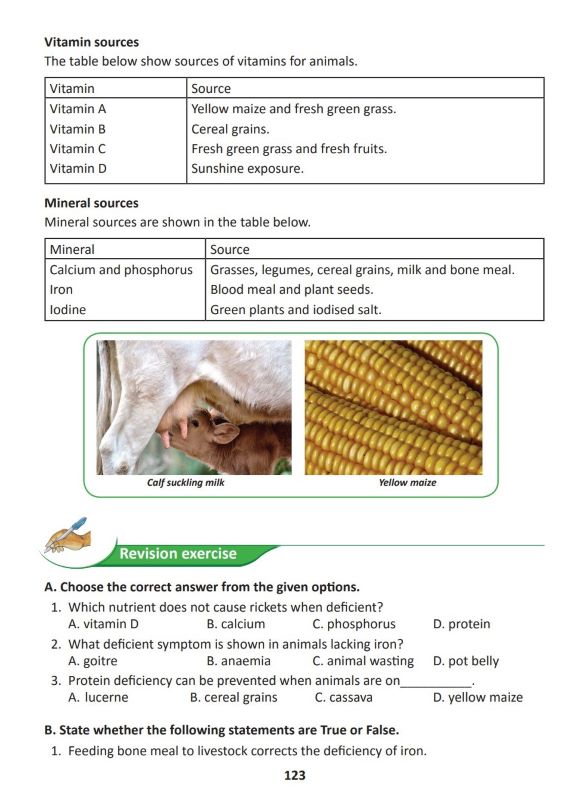 Vitamin sources
The table below show sources of vitamins for animals.
Vitamin Source
Vitamin A Yellow maize and fresh green grass.
Vitamin B Cereal grains.
Vitamin C Fresh green grass and fresh fruits.
Vitamin D Sunshine exposure.
Mineral sources
Mineral sources are shown in the table below.
Mineral Source
Calcium and phosphorus Grasses, legumes, cereal grains, milk and bone meal.
Iron Blood meal and plant seeds.
Iodine Green plants and iodised salt.
Calf suckling milk Yellow maize
Revision exercise
A. Choose the correct answer from the given options.
1. Which nutrient does not cause rickets when deficient?
A. vitamin D B. calcium C. phosphorus D. protein
2. What deficient symptom is shown in animals lacking iron?
A. goitre B. anaemia C. animal wasting D. pot belly
3. Protein deficiency can be prevented when animals are on__________.
A. lucerne B. cereal grains C. cassava D. yellow maize
B. State whether the following statements are True or False.
1. Feeding bone meal to livestock corrects the deficiency of iron.
123